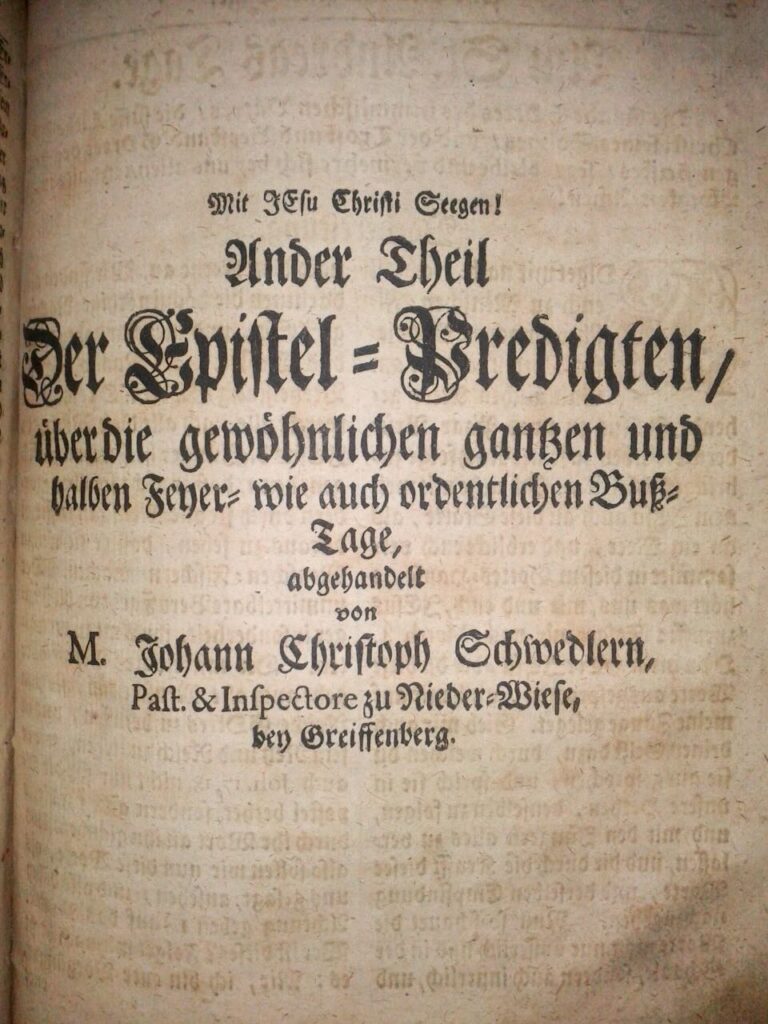 Mit JEsu Christi Seegen!
Ander Theil
Der Epistel-Predigten,
über die gewöhnlichen gantzen und
halben Feyer- wie auch ordentlichen Buß-
Tage,
abgehandelt
von
M. Johann Christoph Schwedlern,
Past. & Inspectore zu Nieder-Wiese,
bey Greiffenberg.